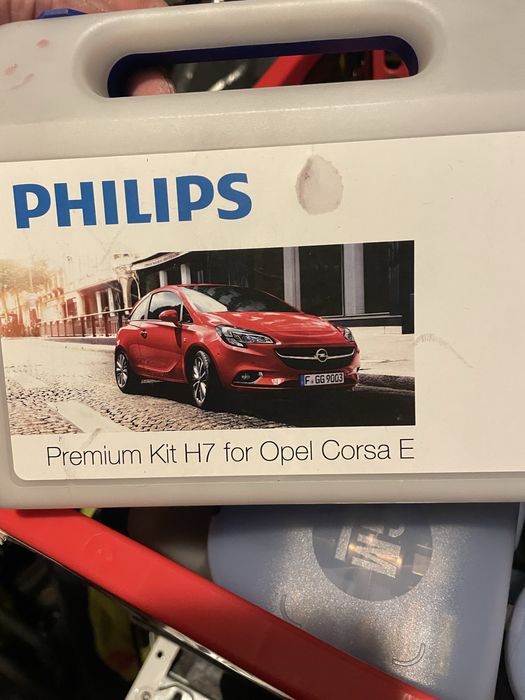 PHILIPS
F GG 9003
Premium Kit H7 for Opel Corsa E